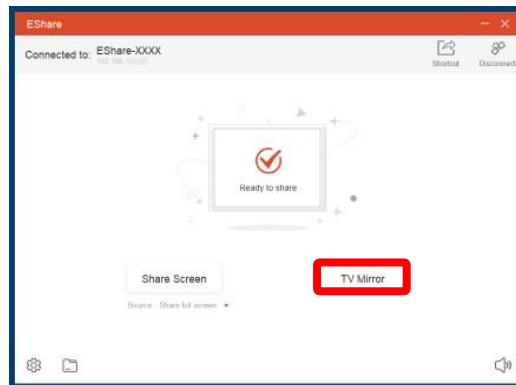 EShare
Connected to: EShare-XXXX
Shortcut
Disconnect
Ready to share
Share Screen
TV Mirror
Source: Share full screen